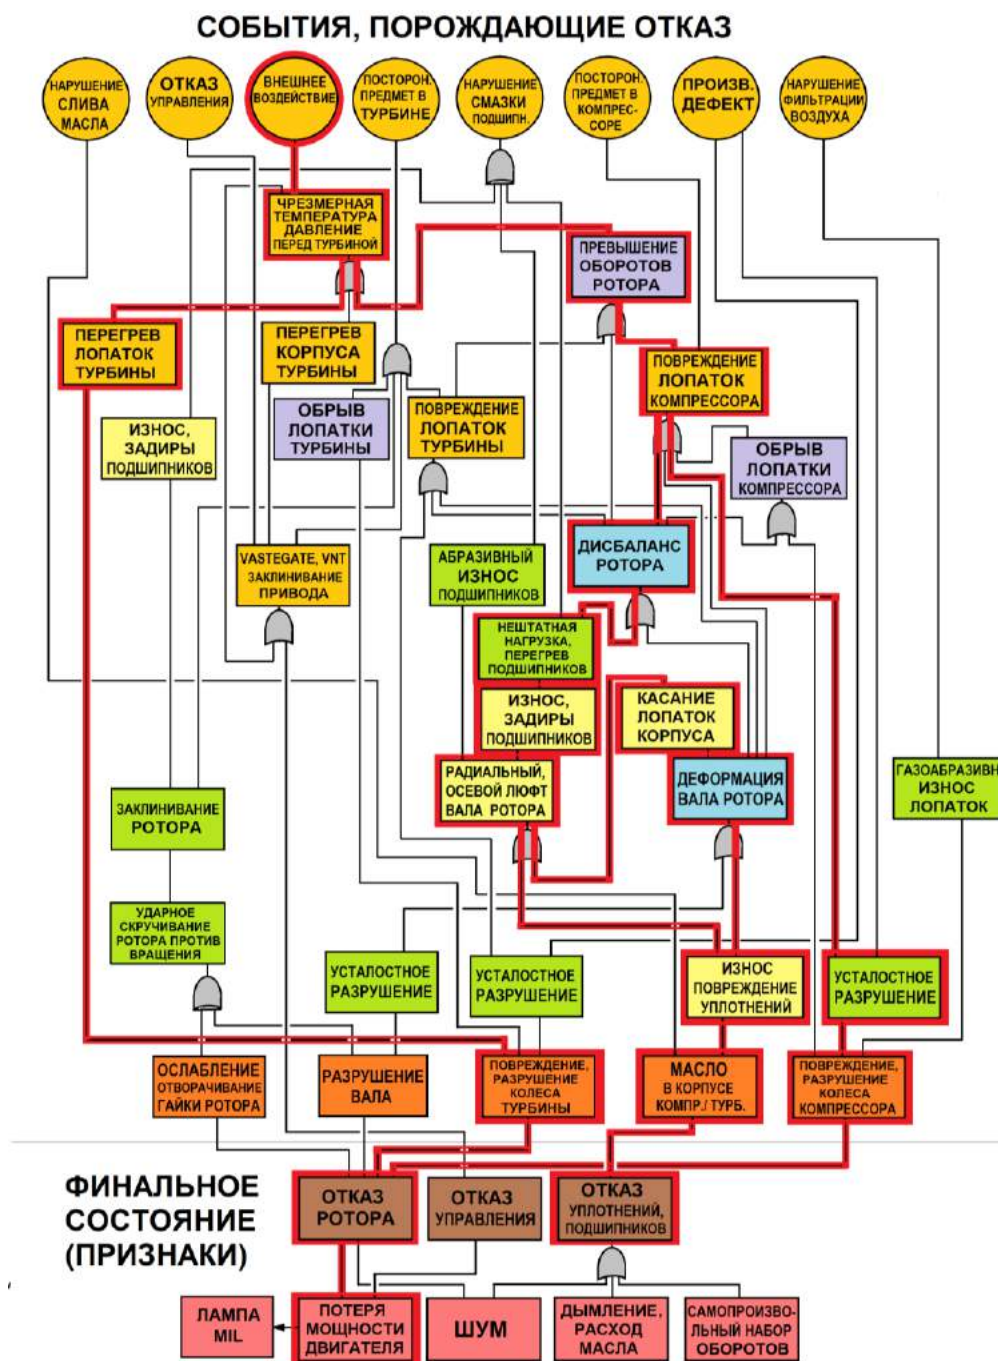 СОБЫТИЯ, ПОРОЖДАЮЩИЕ ОТКАЗ
НАРУШЕНИЕ
СЛИВА
МАСЛА
ОТКАЗ
УПРАВЛЕНИЯ
ВНЕШНЕЕ
ВОЗДЕЙСТВИЕ
ПОСТОРОН.
ПРЕДМЕТ В
ТУРБИНЕ
НАРУШЕНИЕ
СМАЗКИ
ПОДШИПН.
ПОСТОРОН.
ПРЕДМЕТ В
КОМПРЕС-
СОРЕ
ПРОИЗВ.
ДЕФЕКТ
НАРУШЕНИЕ
ФИЛЬТРАЦИИ
ВОЗДУХА
ЧРЕЗМЕРНАЯ
ТЕМПЕРАТУРА
ДАВЛЕНИЕ
ПЕРЕД ТУРБИНОЙ
ПРЕВЫШЕНИЕ
ОБОРОТОВ
РОТОРА
ПЕРЕГРЕВ
ЛОПАТОК
ТУРБИНЫ
ПЕРЕГРЕВ
КОРПУСА
ТУРБИНЫ
ПОВРЕЖДЕНИЕ
ЛОПАТОК
КОМПРЕССОРА
ИЗНОС,
ЗАДИРЫ
ПОДШИПНИКОВ
ОБРЫВ
ЛОПАТКИ
ТУРБИНЫ
ПОВРЕЖДЕНИЕ
ЛОПАТОК
ТУРБИНЫ
ОБРЫВ
ЛОПАТКИ
КОМПРЕССОРА
VASTEGATE, VNT
ЗАКЛИНИВАНИЕ
ПРИВОДА
АБРАЗИВНЫЙ
ИЗНОС
ПОДШИПНИКОВ
ДИСБАЛАНС
РОТОРА
НЕШТАТНАЯ
НАГРУЗКА,
ПЕРЕГРЕВ
ПОДШИПНИКОВ
ИЗНОС,
ЗАДИРЫ
ПОДШИПНИКОВ
КАСАНИЕ
ЛОПАТОК
КОРПУСА
РАДИАЛЬНЫЙ,
ОСЕВОЙ ЛЮФТ
ВАЛА РОТОРА
ДЕФОРМАЦИЯ
ВАЛА РОТОРА
ГАЗОАБРАЗИВН
ИЗНОС
ЛОПАТОК
ЗАКЛИНИВАНИЕ
РОТОРА
УДАРНОЕ
СКРУЧИВАНИЕ
РОТОРА ПРОТИВ
ВРАЩЕНИЯ
УСТАЛОСТНОЕ
РАЗРУШЕНИЕ
УСТАЛОСТНОЕ
РАЗРУШЕНИЕ
ИЗНОС
ПОВРЕЖДЕНИЕ
УПЛОТНЕНИЙ
УСТАЛОСТНОЕ
РАЗРУШЕНИЕ
ОСЛАБЛЕНИЕ
ОТВОРАЧИВАНИЕ
ГАЙКИ РОТОРА
РАЗРУШЕНИЕ
ВАЛА
ПОВРЕЖДЕНИЕ,
РАЗРУШЕНИЕ
КОЛЕСА
ТУРБИНЫ
МАСЛО
В КОРПУСЕ
КОМПР./ ТУРБ.
ПОВРЕЖДЕНИЕ,
РАЗРУШЕНИЕ
КОЛЕСА
КОМПРЕССОРА
ФИНАЛЬНОЕ
СОСТОЯНИЕ
(ПРИЗНАКИ)
ОТКАЗ
РОТОРА
ОТКАЗ
УПРАВЛЕНИЯ
ОТКАЗ
УПЛОТНЕНИЙ,
ПОДШИПНИКОВ
ЛАМПА
MIL
ПОТЕРЯ
МОЩНОСТИ
ДВИГАТЕЛЯ
ШУМ
ДЫМЛЕНИЕ,
РАСХОД
МАСЛА
САМОПРОИЗВО-
ЛЬНЫЙ НАБОР
ОБОРОТОВ